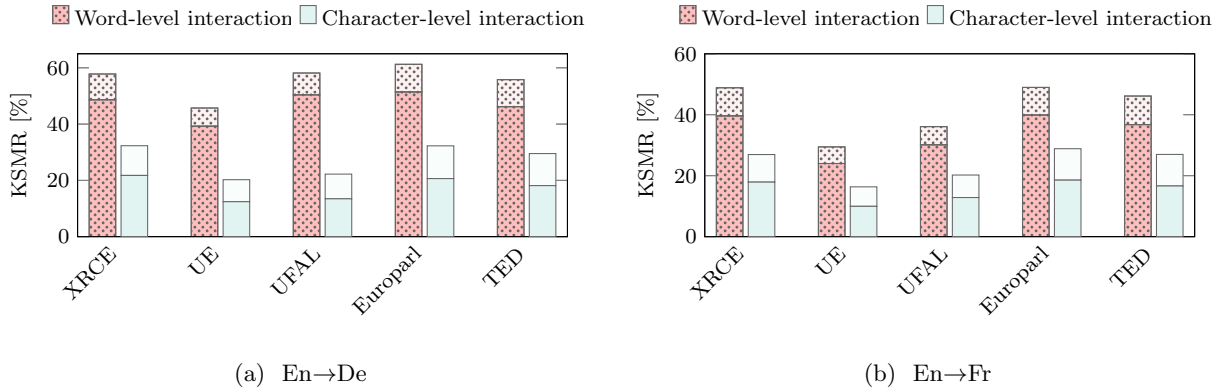 Word-level interaction Character-level interaction
KSMR [%]
60
40
20
0
XRCE
UE
UFAL
Europarl
TED
(a) En→De
Word-level interaction Character-level interaction
KSMR [%]
60
40
20
0
XRCE
UE
UFAL
Europarl
TED
(b) En→Fr